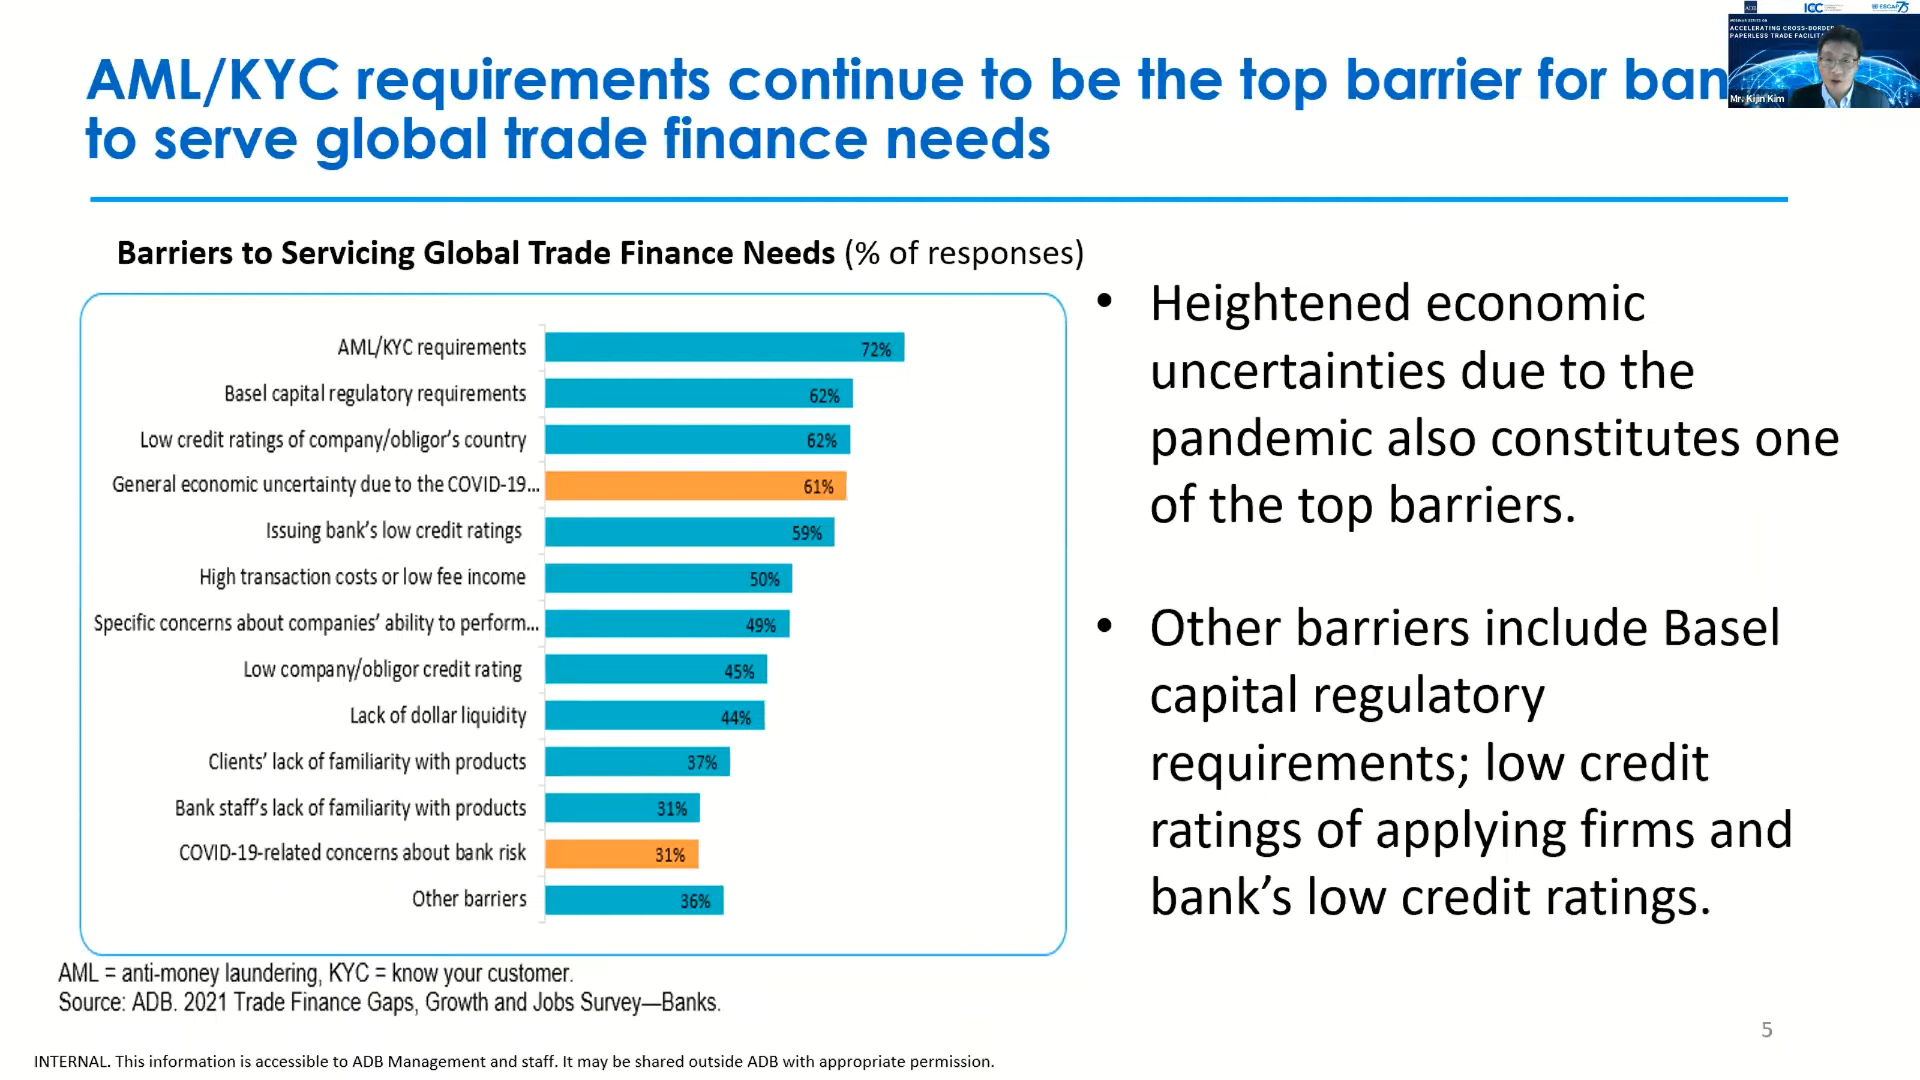 AML/KYC requirements continue to be the top barrier for ban
to serve global trade finance needs
ICC
ESCAP75
ACCELERATING CROSS-BORDER
PAPERLESS TRADE
Mr. Kijin Kim
Barriers to Servicing Global Trade Finance Needs (% of responses)
AML/KYC requirements 72%
Basel capital regulatory requirements 62%
Low credit ratings of company/obligor’s country 62%
General economic uncertainty due to the COVID-19... 61%
Issuing bank’s low credit ratings 59%
High transaction costs or low fee income 50%
Specific concerns about companies’ ability to perform... 49%
Low company/obligor credit rating 45%
Lack of dollar liquidity 44%
Clients’ lack of familiarity with products 37%
Bank staff’s lack of familiarity with products 31%
COVID-19-related concerns about bank risk 31%
Other barriers 36%
AML = anti-money laundering, KYC = know your customer.
Source: ADB. 2021 Trade Finance Gaps, Growth and Jobs Survey—Banks.
• Heightened economic
uncertainties due to the
pandemic also constitutes one
of the top barriers.
• Other barriers include Basel
capital regulatory
requirements; low credit
ratings of applying firms and
bank’s low credit ratings.
5
INTERNAL. This information is accessible to ADB Management and staff. It may be shared outside ADB with appropriate permission.